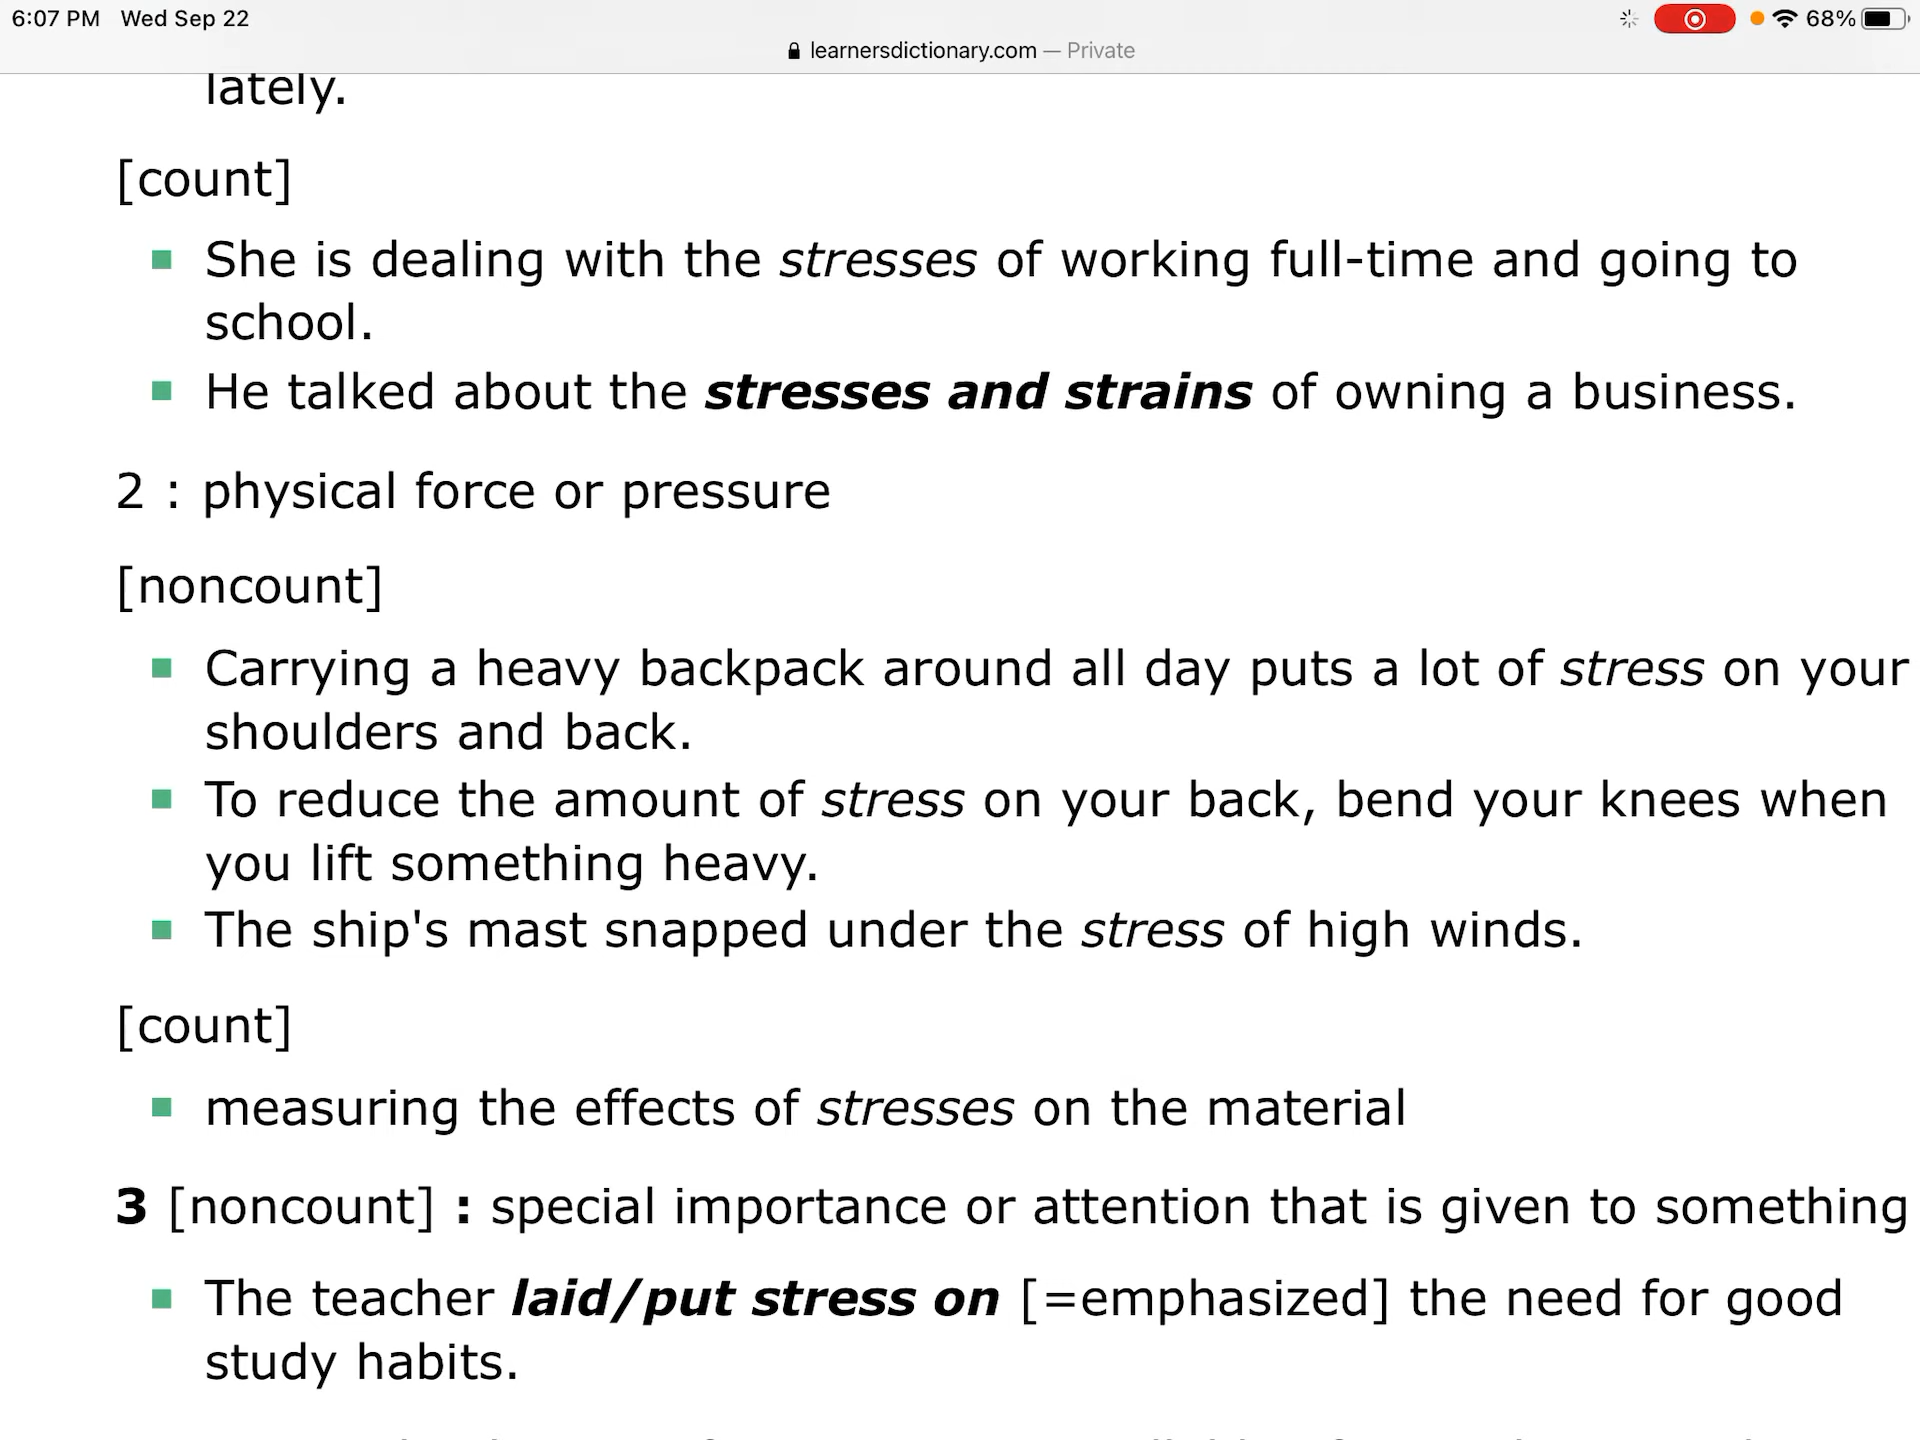 6:07 PM Wed Sep 22
68%
learnersdictionary.com — Private
lately.
[count]
She is dealing with the stresses of working full-time and going to
school.
He talked about the stresses and strains of owning a business.
2 : physical force or pressure
[noncount]
Carrying a heavy backpack around all day puts a lot of stress on your
shoulders and back.
To reduce the amount of stress on your back, bend your knees when
you lift something heavy.
The ship's mast snapped under the stress of high winds.
[count]
measuring the effects of stresses on the material
3 [noncount] : special importance or attention that is given to something
The teacher laid/put stress on [=emphasized] the need for good
study habits.